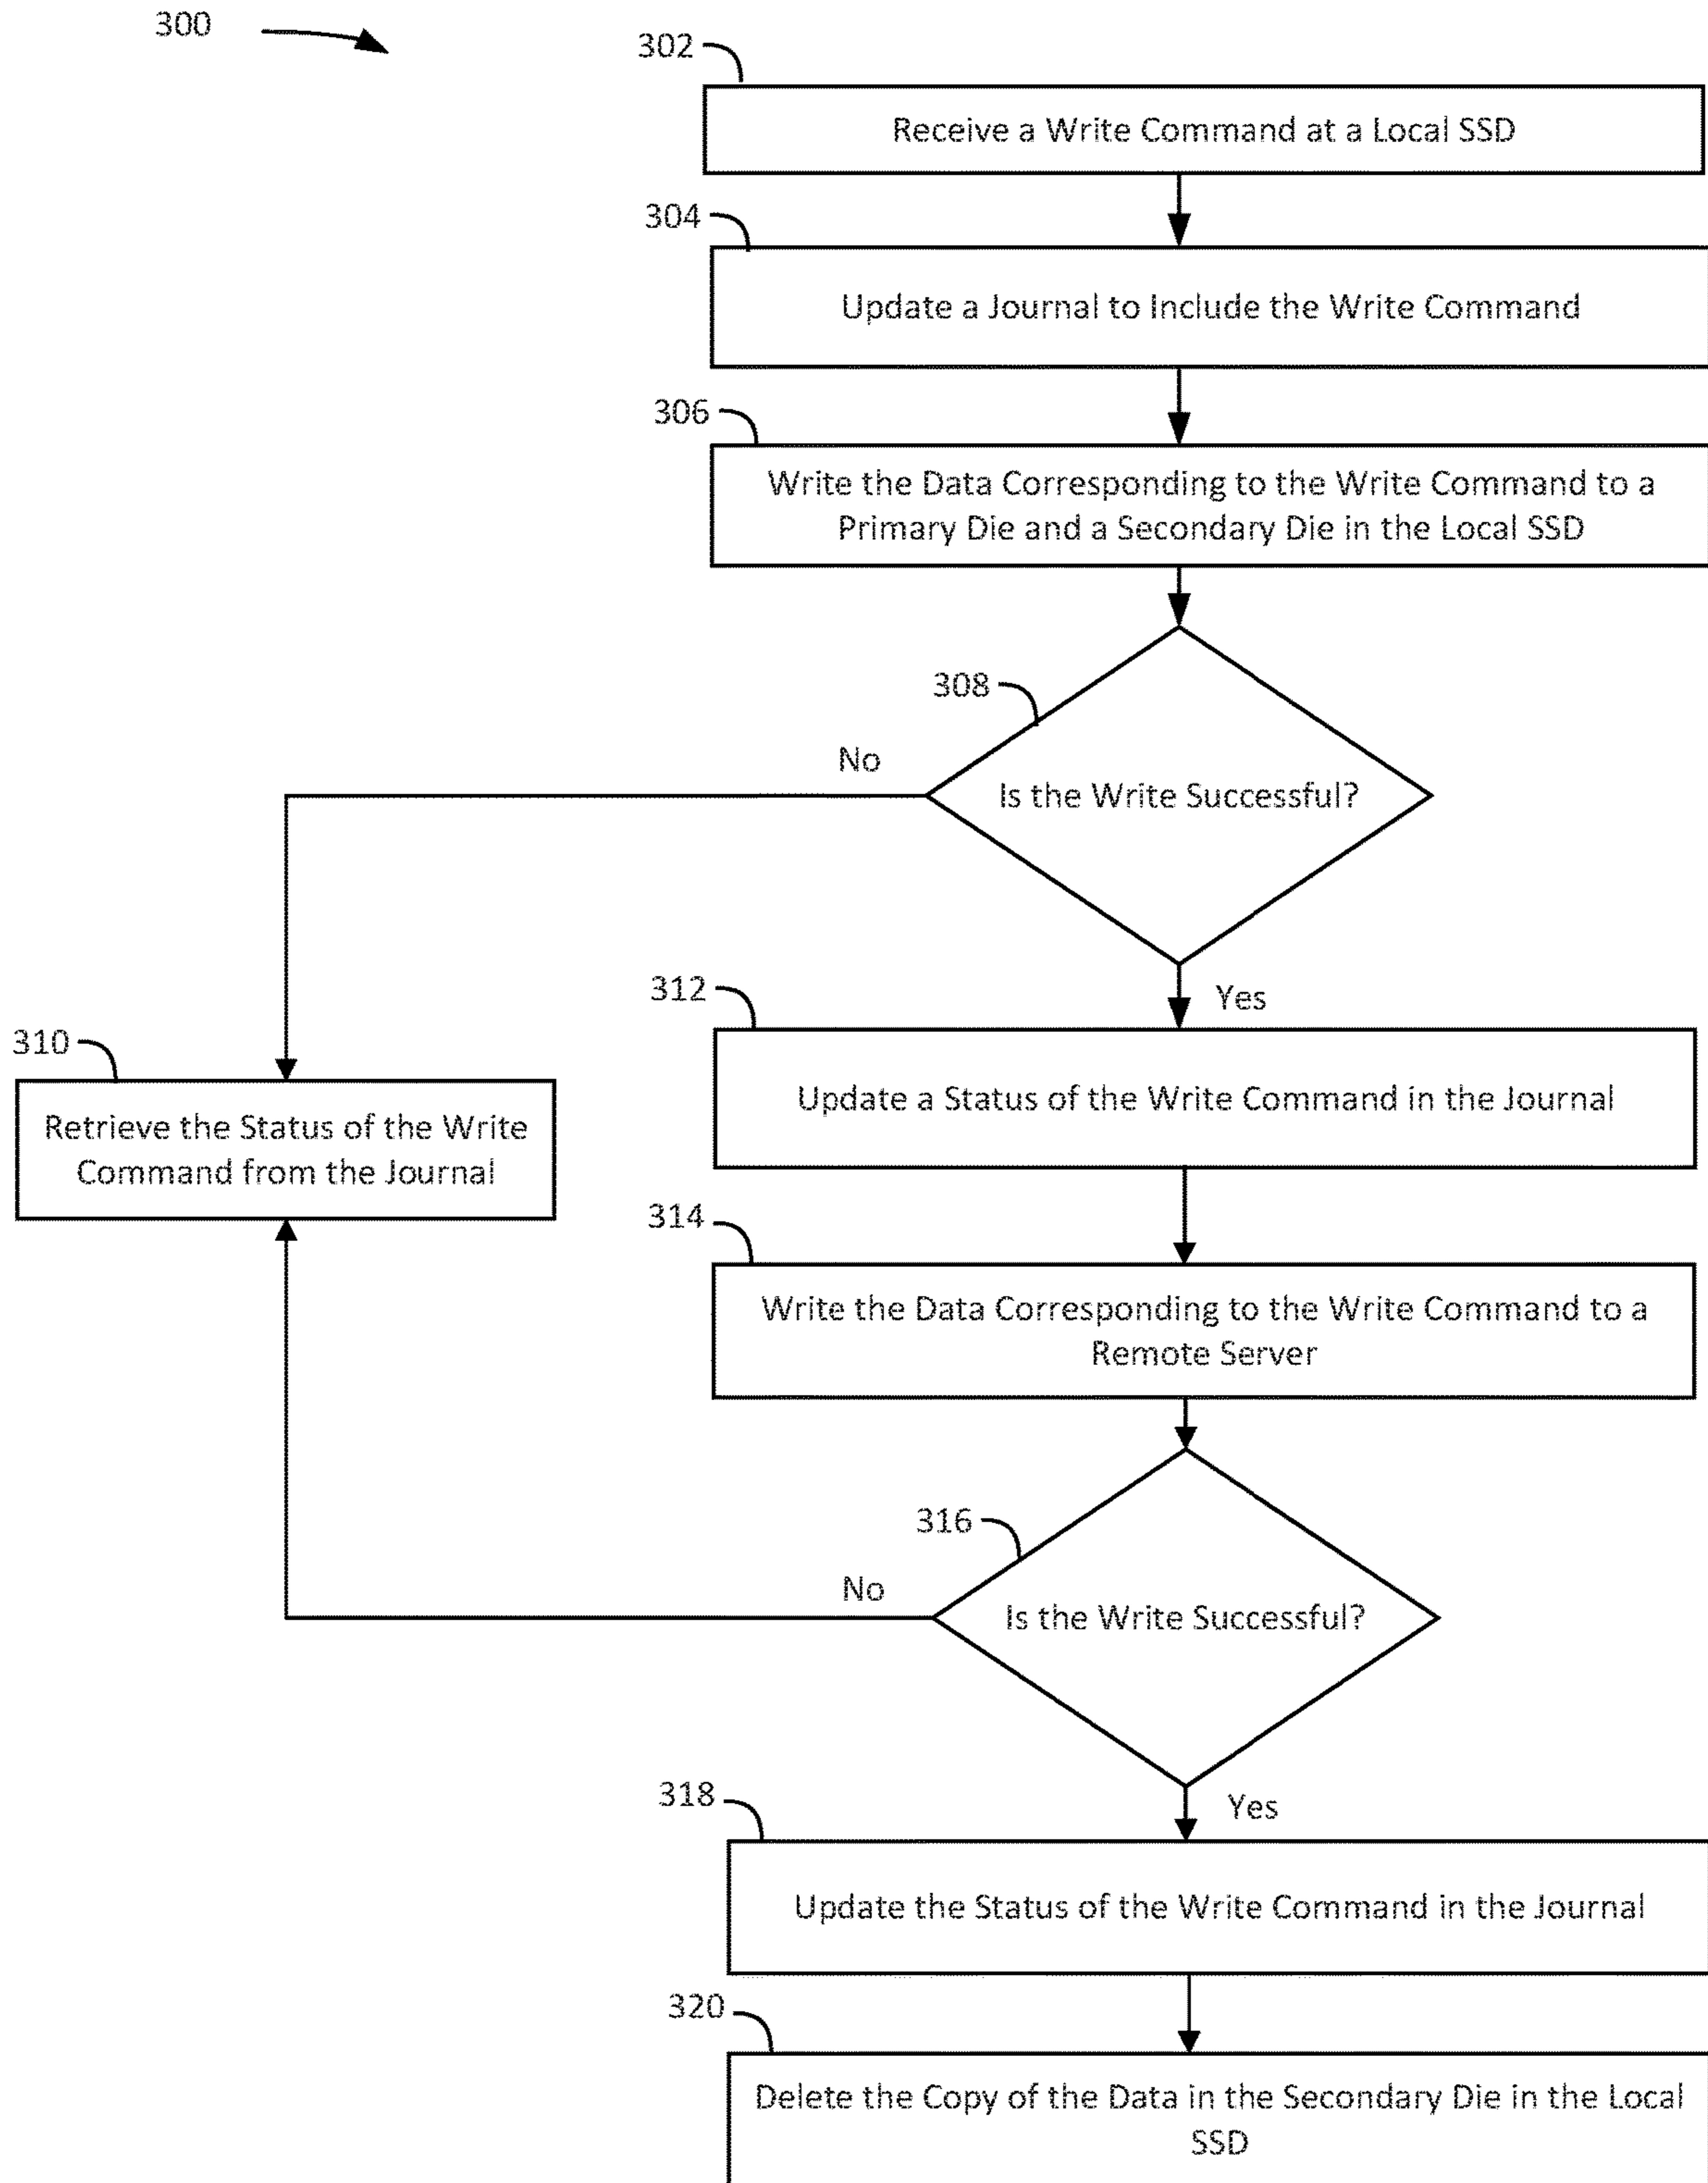 300
302
Receive a Write Command at a Local SSD
304
Update a Journal to Include the Write Command
306
Write the Data Corresponding to the Write Command to a
Primary Die and a Secondary Die in the Local SSD
308
No
Is the Write Successful?
Yes
312
310
Update a Status of the Write Command in the Journal
Retrieve the Status of the Write
Command from the Journal
314
Write the Data Corresponding to the Write Command to a
Remote Server
316
No
Is the Write Successful?
Yes
318
Update the Status of the Write Command in the Journal
320
Delete the Copy of the Data in the Secondary Die in the Local
SSD